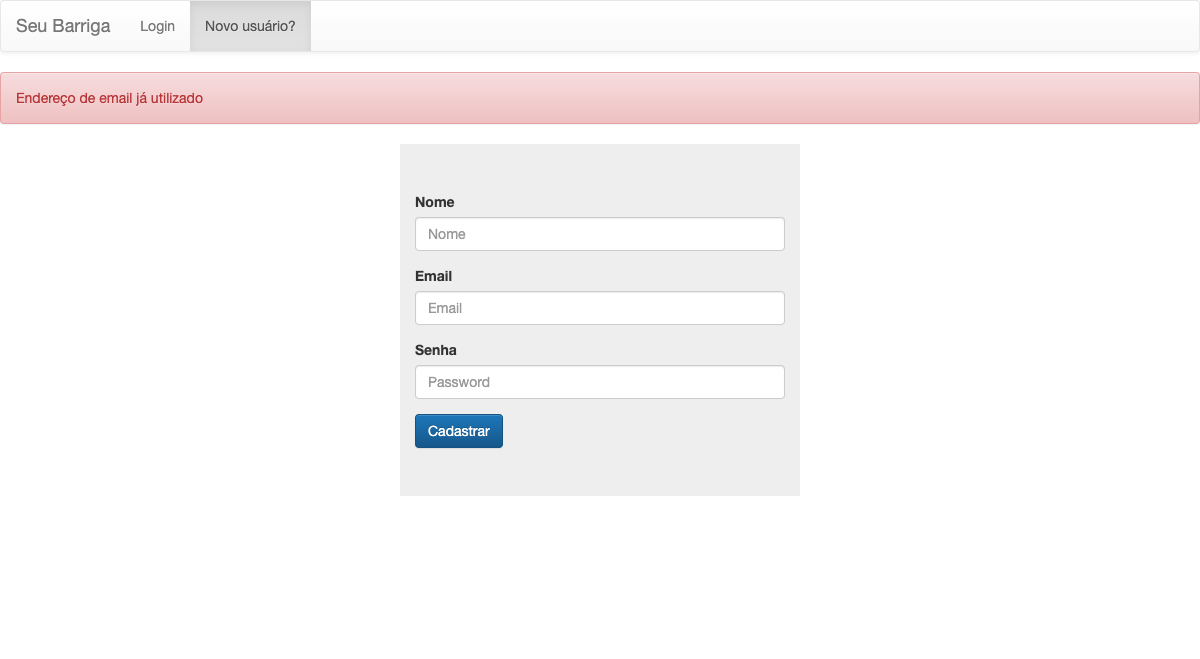 Seu Barriga Login Novo usuário?
Endereço de email já utilizado
Nome
Nome
Email
Email
Senha
Password
Cadastrar